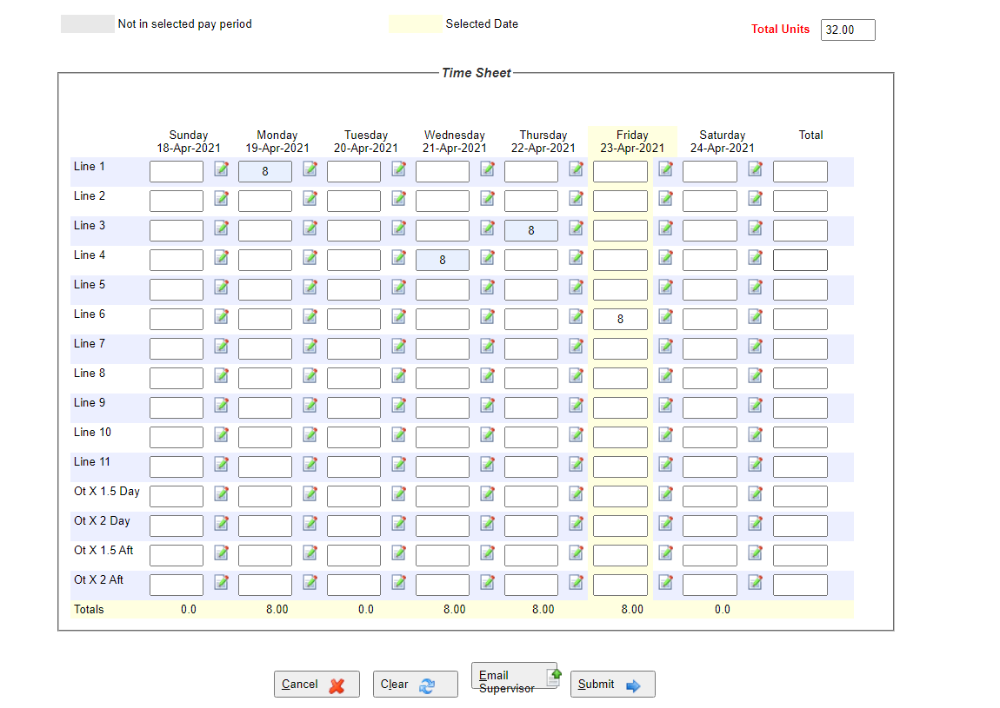 Not in selected pay period Selected Date Total Units 32.00
Time Sheet
Sunday Monday Tuesday Wednesday Thursday Friday Saturday Total
18-Apr-2021 19-Apr-2021 20-Apr-2021 21-Apr-2021 22-Apr-2021 23-Apr-2021 24-Apr-2021
Line 1 8
Line 2
Line 3 8
Line 4 8
Line 5
Line 6 8
Line 7
Line 8
Line 9
Line 10
Line 11
Ot X 1.5 Day
Ot X 2 Day
Ot X 1.5 Aft
Ot X 2 Aft
Totals 0.0 8.00 0.0 8.00 8.00 8.00 0.0
Cancel Clear Email Supervisor Submit